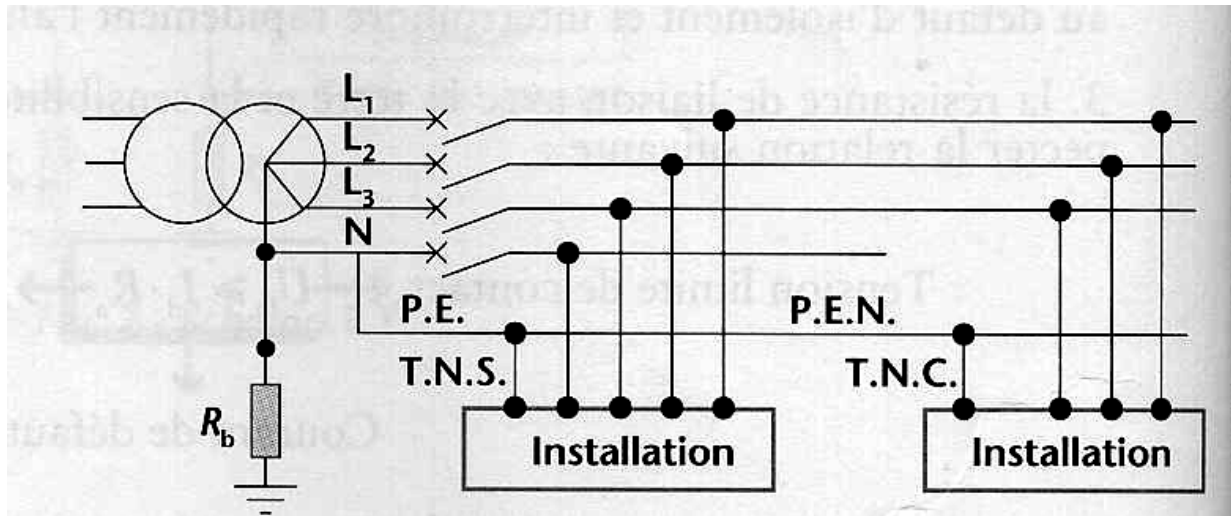 L1
L2
L3
N
P.E.
P.E.N.
T.N.S.
T.N.C.
Rb
Installation
Installation